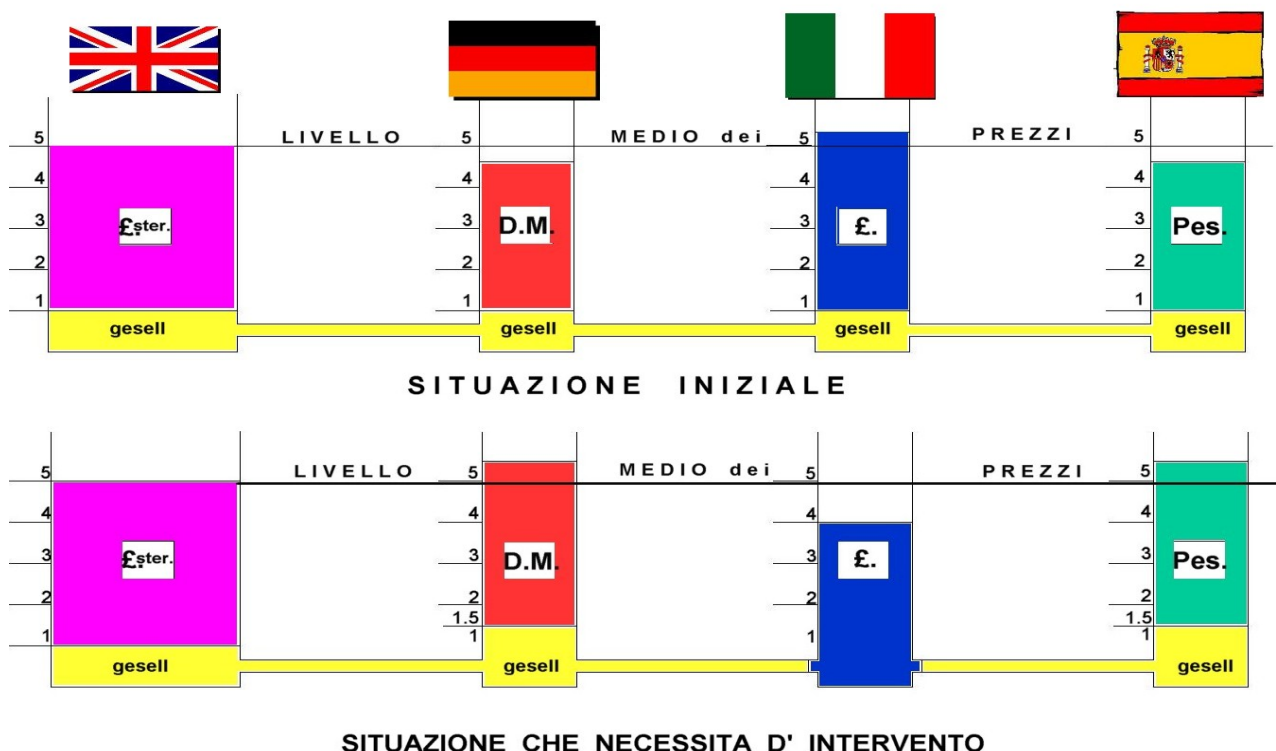 5 LIVELLO 5 MEDIO dei 5 PREZZI 5
4 4 4 4
3 £.ster. 3 D.M. 3 £. 3 Pes.
2 2 2 2
1 1 1 1
gesell gesell gesell gesell
SITUAZIONE INIZIALE
5 LIVELLO 5 MEDIO dei 5 PREZZI 5
4 4 4 4
3 £.ster. 3 D.M. 3 £. 3 Pes.
2 2 2 2
1.5 1.5
1 1 1 1
gesell gesell gesell
SITUAZIONE CHE NECESSITA D' INTERVENTO